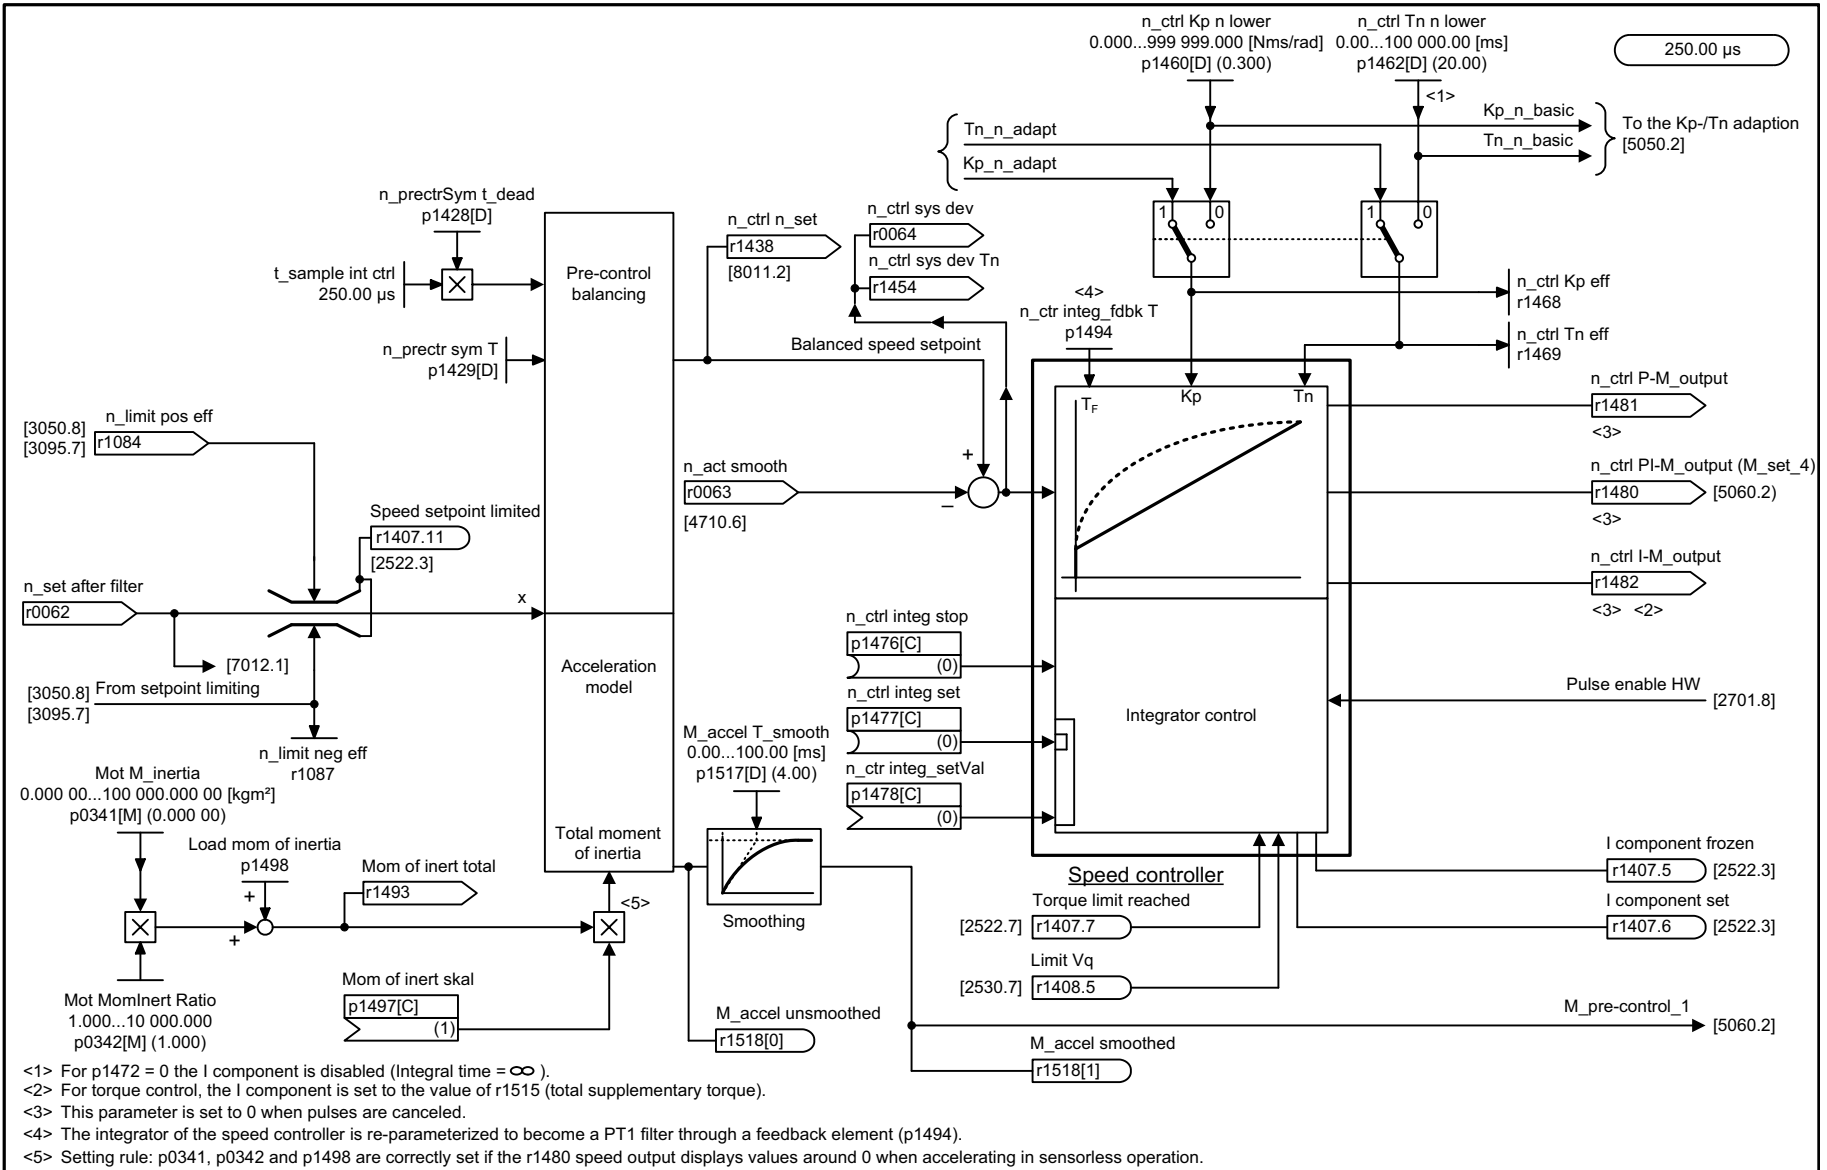 n_ctrl Kp n lower
0.000...999 999.000 [Nms/rad]
p1460[D] (0.300)
n_ctrl Tn n lower
0.00...100 000.00 [ms]
p1462[D] (20.00)
<1>
250.00 µs
Kp_n_basic
Tn_n_basic
To the Kp-/Tn adaption
[5050.2]
Tn_n_adapt
Kp_n_adapt
1
0
1
0
n_ctrl Kp eff
r1468
n_ctrl Tn eff
r1469
n_prectrSym t_dead
p1428[D]
t_sample int ctrl
250.00 µs
n_prectr sym T
p1429[D]
Pre-control
balancing
n_ctrl n_set
r1438
[8011.2]
n_ctrl sys dev
r0064
n_ctrl sys dev Tn
r1454
Balanced speed setpoint
<4>
n_ctr integ_fdbk T
p1494
TF
Kp
Tn
n_ctrl P-M_output
r1481
<3>
n_ctrl PI-M_output (M_set_4)
r1480
[5060.2)
<3>
n_ctrl I-M_output
r1482
<3> <2>
[3050.8]
[3095.7]
n_limit pos eff
r1084
n_act smooth
r0063
[4710.6]
+
–
Speed setpoint limited
r1407.11
[2522.3]
n_set after filter
r0062
x
[7012.1]
[3050.8]
[3095.7]
From setpoint limiting
n_limit neg eff
r1087
Acceleration
model
Total moment
of inertia
n_ctrl integ stop
p1476[C]
(0)
n_ctrl integ set
p1477[C]
(0)
n_ctr integ_setVal
p1478[C]
(0)
Integrator control
Pulse enable HW
[2701.8]
M_accel T_smooth
0.00...100.00 [ms]
p1517[D] (4.00)
Smoothing
Speed controller
Mot M_inertia
0.000 00...100 000.000 00 [kgm²]
p0341[M] (0.000 00)
Load mom of inertia
p1498
+
+
Mom of inert total
r1493
<5>
Mot MomInert Ratio
1.000...10 000.000
p0342[M] (1.000)
Mom of inert skal
p1497[C]
(1)
M_accel unsmoothed
r1518[0]
Torque limit reached
[2522.7]
r1407.7
Limit Vq
[2530.7]
r1408.5
I component frozen
r1407.5
[2522.3]
I component set
r1407.6
[2522.3]
M_pre-control_1
[5060.2]
M_accel smoothed
r1518[1]
<1> For p1472 = 0 the I component is disabled (Integral time = ∞ ).
<2> For torque control, the I component is set to the value of r1515 (total supplementary torque).
<3> This parameter is set to 0 when pulses are canceled.
<4> The integrator of the speed controller is re-parameterized to become a PT1 filter through a feedback element (p1494).
<5> Setting rule: p0341, p0342 and p1498 are correctly set if the r1480 speed output displays values around 0 when accelerating in sensorless operation.